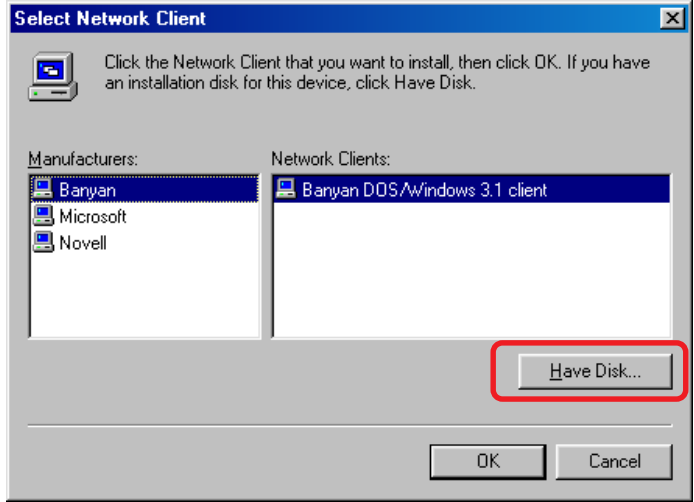 Select Network Client
Click the Network Client that you want to install, then click OK. If you have
an installation disk for this device, click Have Disk.
Manufacturers:
Network Clients:
Banyan
Microsoft
Novell
Banyan DOS/Windows 3.1 client
Have Disk...
OK
Cancel